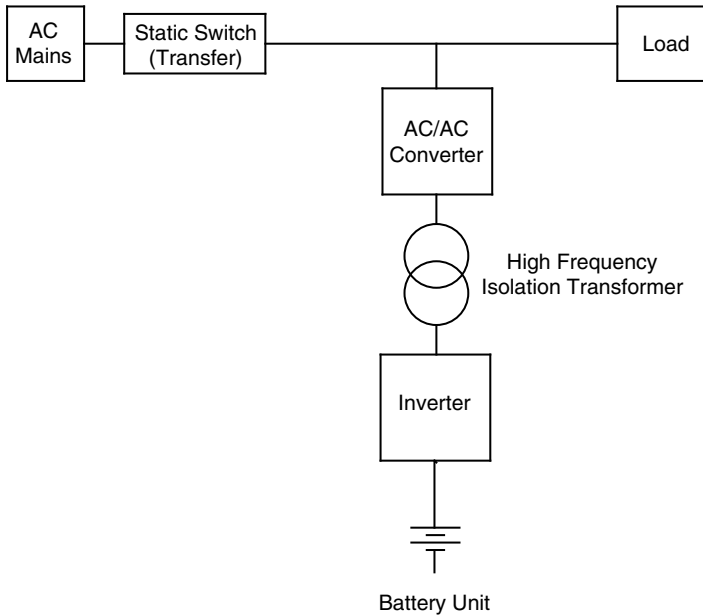 AC
Mains
Static Switch
(Transfer)
Load
AC/AC
Converter
High Frequency
Isolation Transformer
Inverter
Battery Unit